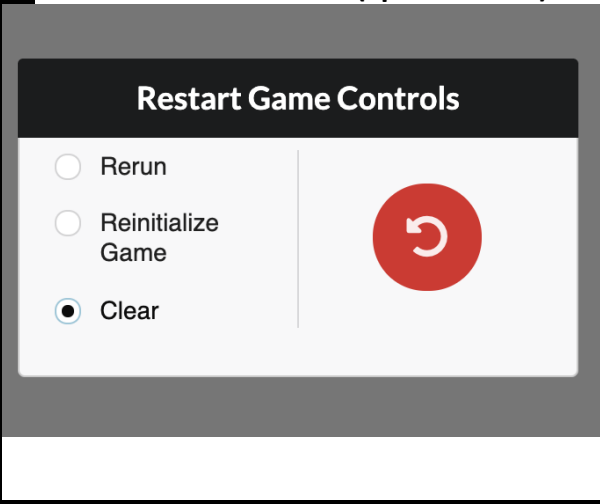 Restart Game Controls
Rerun
Reinitialize
Game
Clear